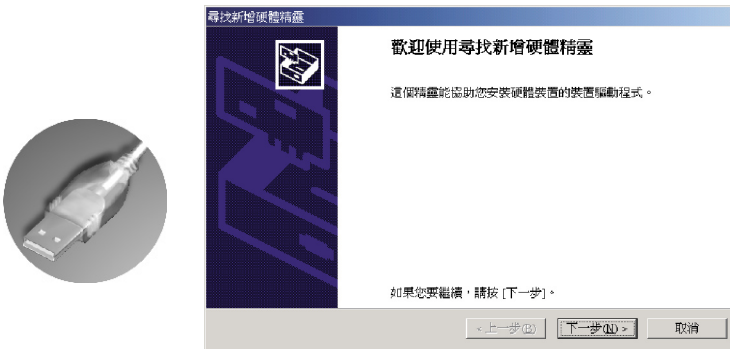 尋找新增硬體精靈
歡迎使用尋找新增硬體精靈
這個精靈能協助您安裝硬體裝置的裝置驅動程式。
如果您要繼續,請按 [下一步]。
<上一步(B)
下一步(N) >
取消